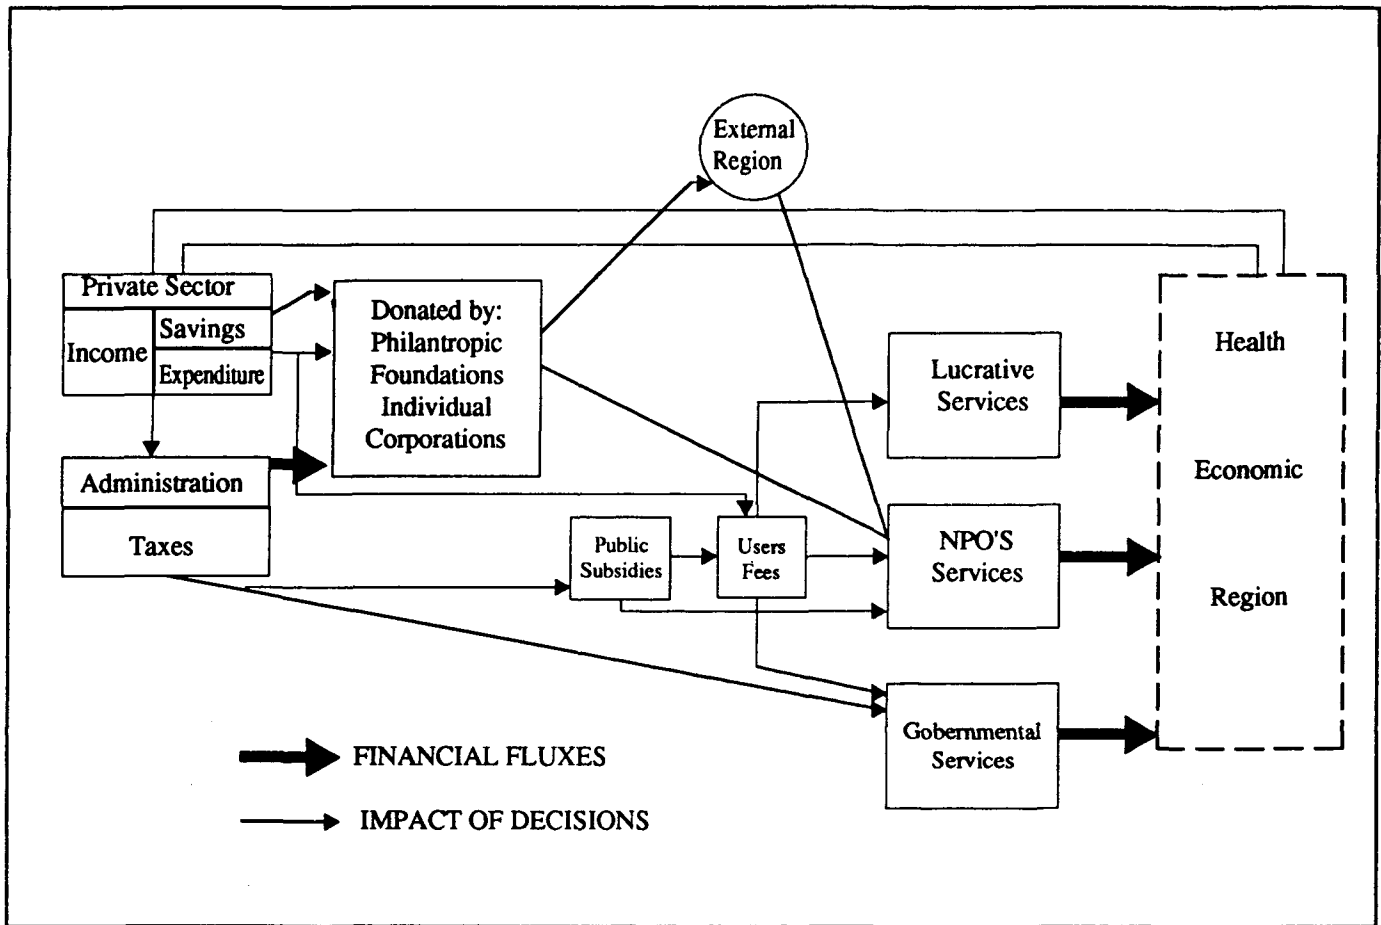 External
Region
Private Sector
Income
Savings
Expenditure
Donated by:
Philantropic
Foundations
Individual
Corporations
Administration
Taxes
Public
Subsidies
Users
Fees
Lucrative
Services
NPO'S
Services
Gobernmental
Services
Health
Economic
Region
FINANCIAL FLUXES
IMPACT OF DECISIONS